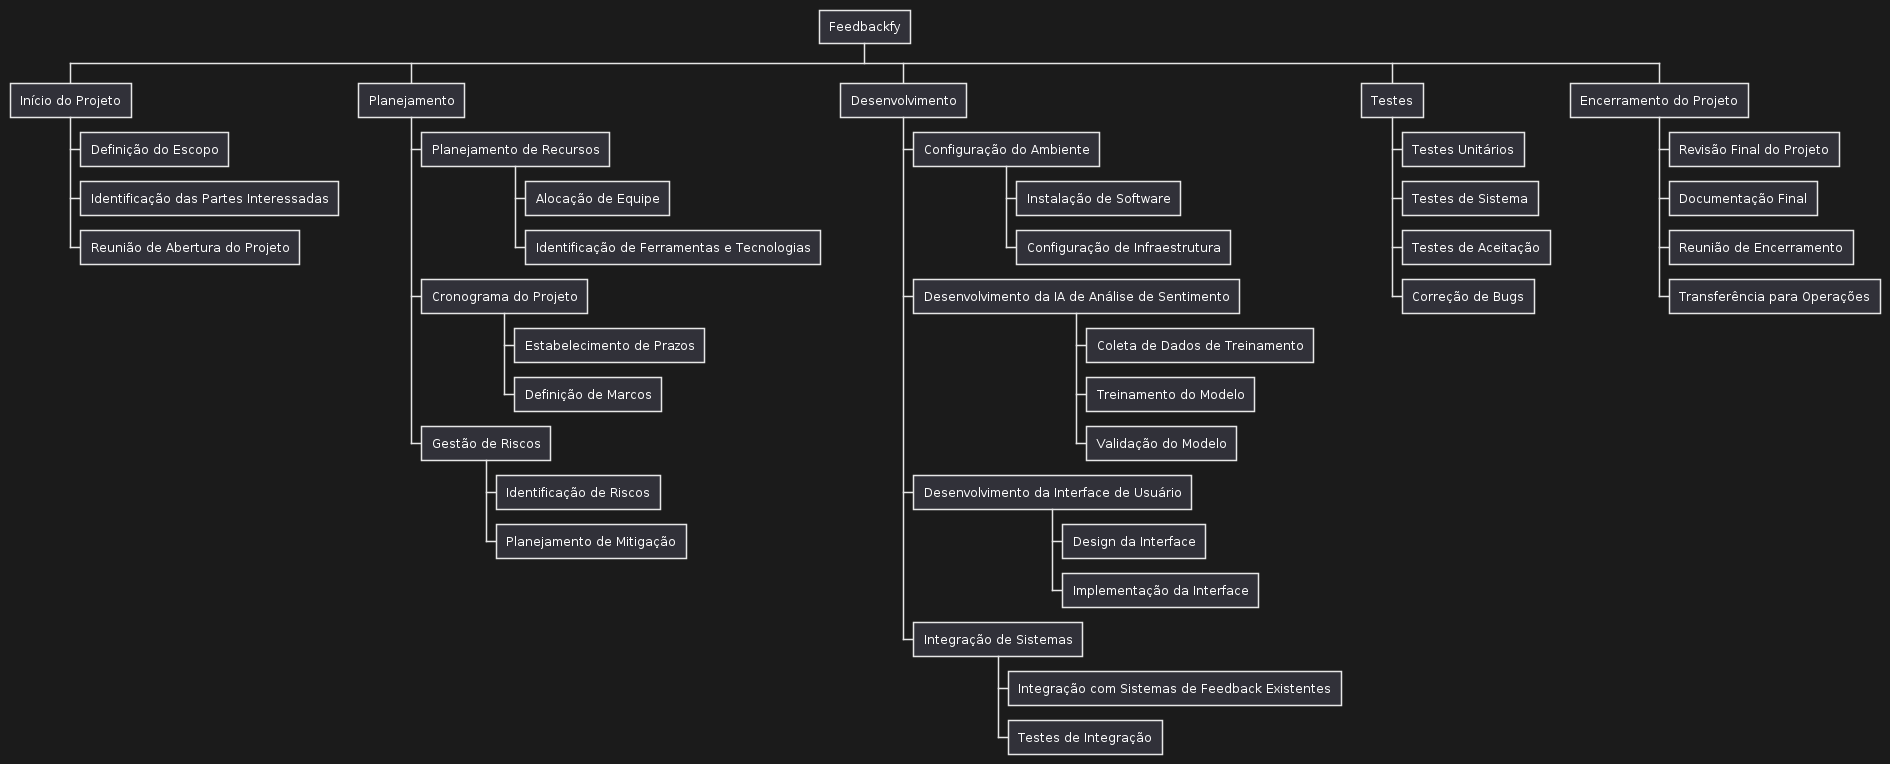 Feedbackfy
Início do Projeto
Definição do Escopo
Identificação das Partes Interessadas
Reunião de Abertura do Projeto
Planejamento
Planejamento de Recursos
Alocação de Equipe
Identificação de Ferramentas e Tecnologias
Cronograma do Projeto
Estabelecimento de Prazos
Definição de Marcos
Gestão de Riscos
Identificação de Riscos
Planejamento de Mitigação
Desenvolvimento
Configuração do Ambiente
Instalação de Software
Configuração de Infraestrutura
Desenvolvimento da IA de Análise de Sentimento
Coleta de Dados de Treinamento
Treinamento do Modelo
Validação do Modelo
Desenvolvimento da Interface de Usuário
Design da Interface
Implementação da Interface
Integração de Sistemas
Integração com Sistemas de Feedback Existentes
Testes de Integração
Testes
Testes Unitários
Testes de Sistema
Testes de Aceitação
Correção de Bugs
Encerramento do Projeto
Revisão Final do Projeto
Documentação Final
Reunião de Encerramento
Transferência para Operações